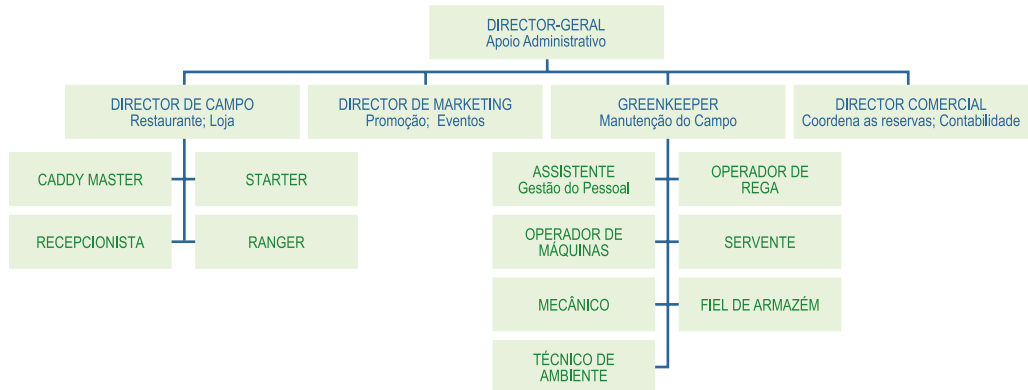 DIRECTOR-GERAL
Apoio Administrativo
DIRECTOR DE CAMPO
Restaurante; Loja
DIRECTOR DE MARKETING
Promoção; Eventos
GREENKEEPER
Manutenção do Campo
DIRECTOR COMERCIAL
Coordena as reservas; Contabilidade
CADDY MASTER
STARTER
RECEPCIONISTA
RANGER
ASSISTENTE
Gestão do Pessoal
OPERADOR DE
REGA
OPERADOR DE
MÁQUINAS
SERVENTE
MECÂNICO
FIEL DE ARMAZÉM
TÉCNICO DE
AMBIENTE